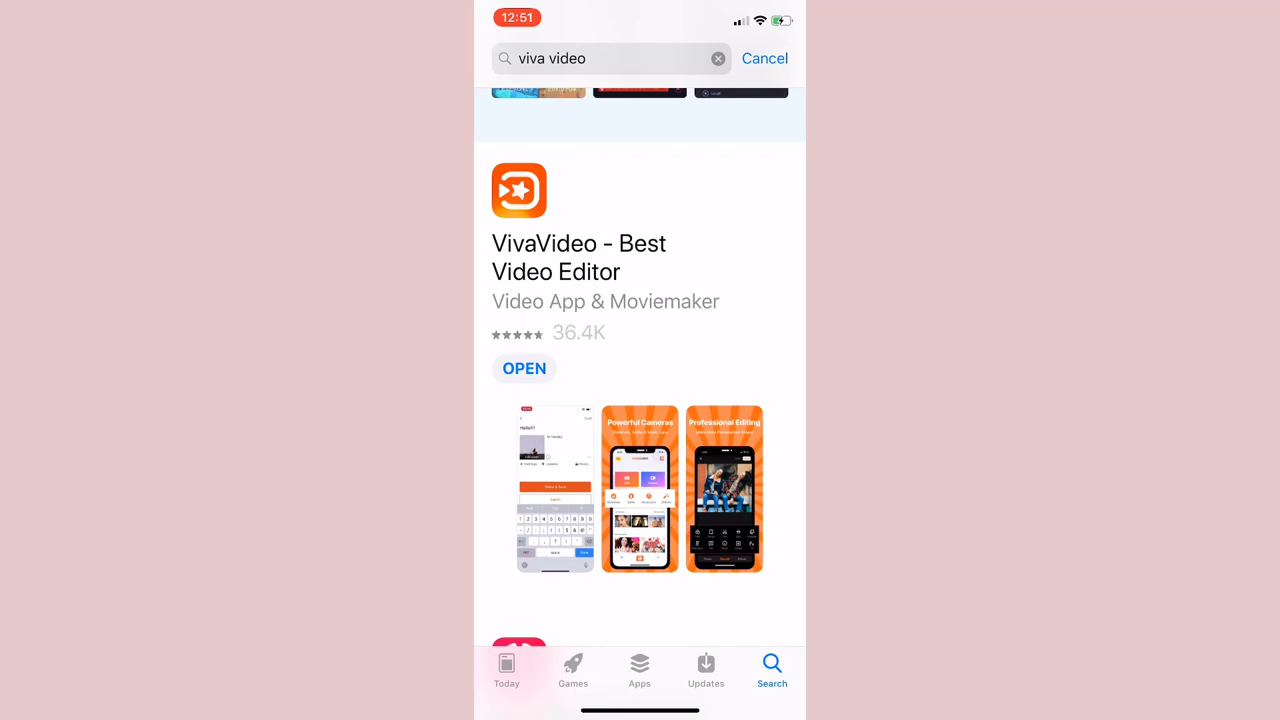 12:51
viva video
Cancel
VivaVideo - Best
Video Editor
Video App & Moviemaker
36.4K
OPEN
Powerful Cameras
Professional Editing
Today
Games
Apps
Updates
Search